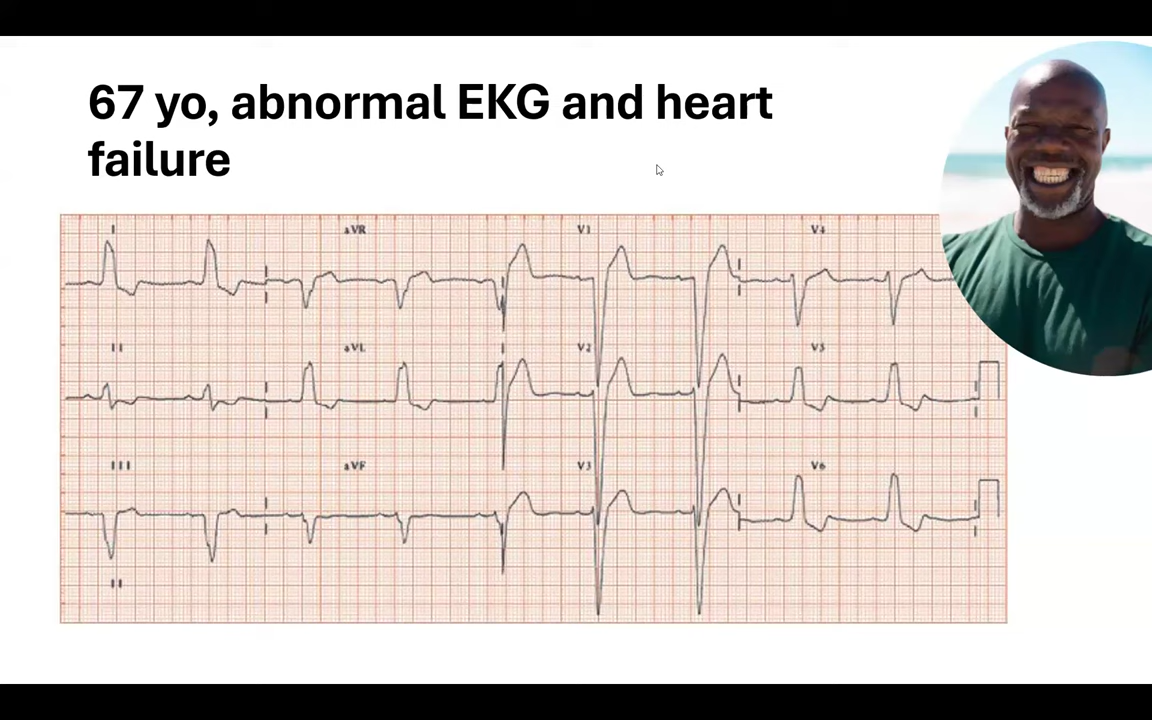 67 yo, abnormal EKG and heart
failure
I aVR V1 V4
II aVL V2 V5
III aVF V3 V6
II